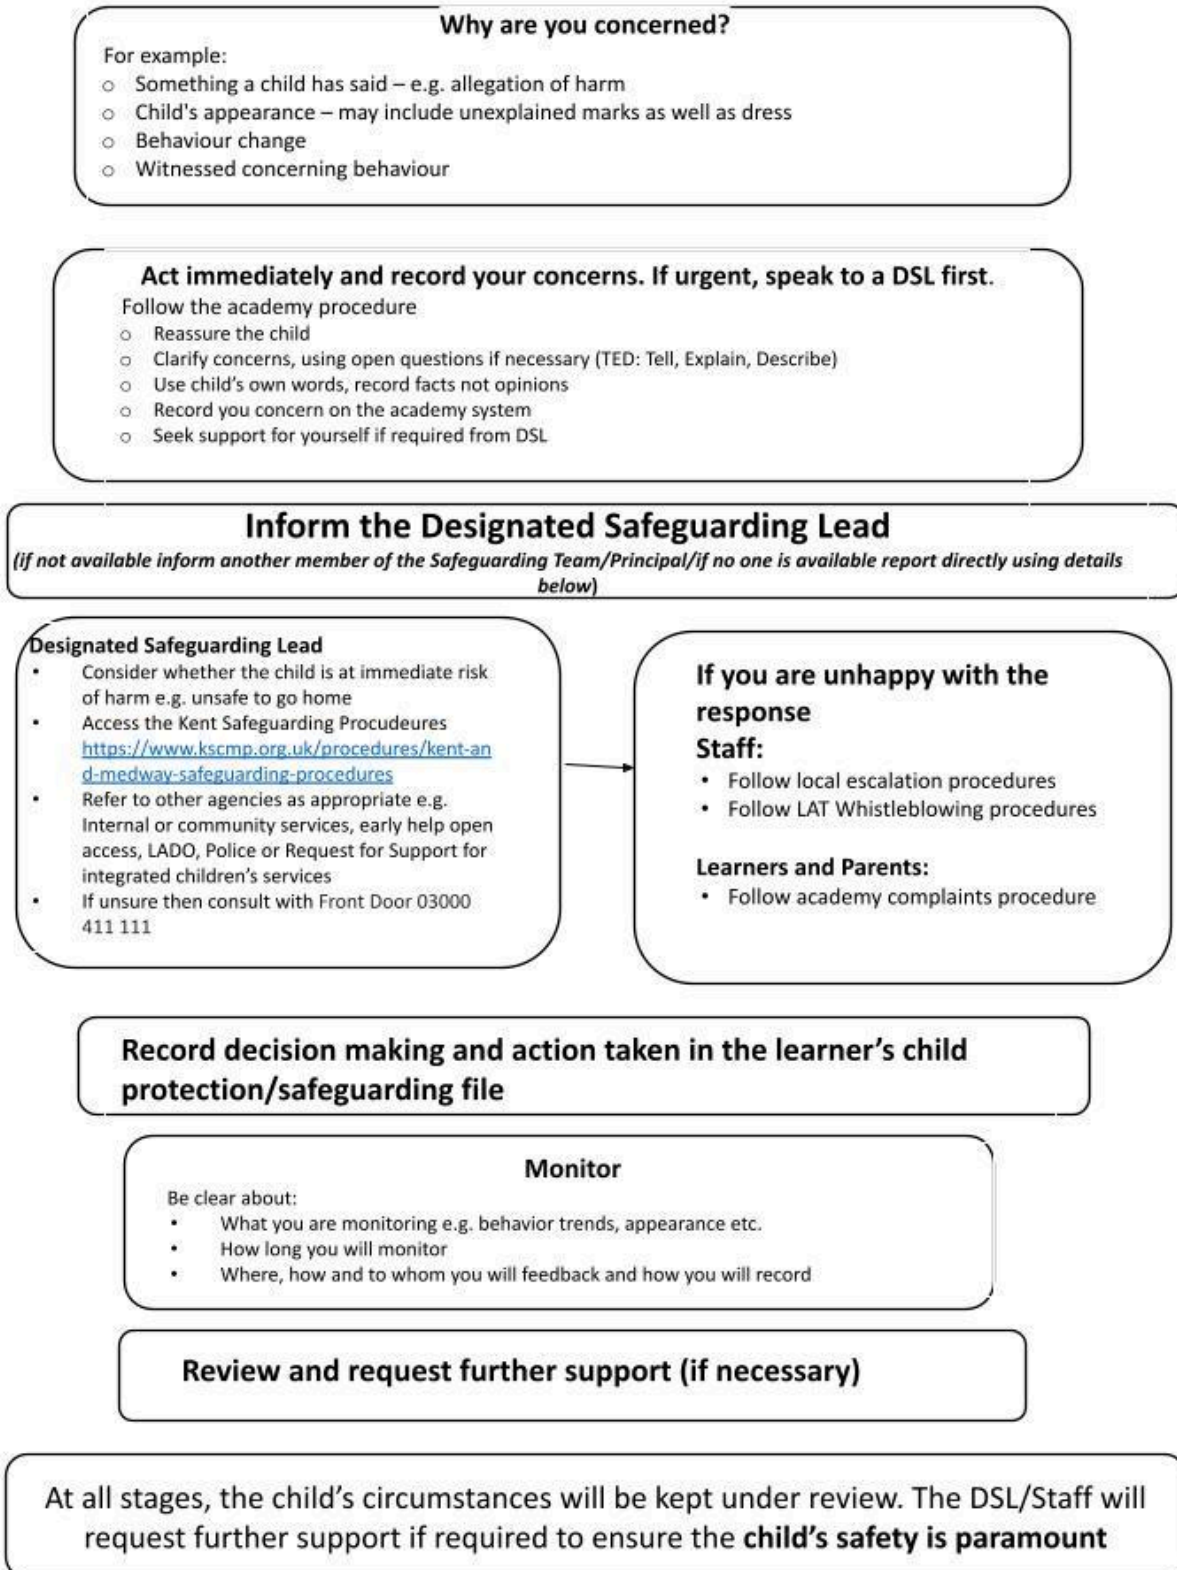 Why are you concerned?
For example:
o Something a child has said – e.g. allegation of harm
o Child's appearance – may include unexplained marks as well as dress
o Behaviour change
o Witnessed concerning behaviour
Act immediately and record your concerns. If urgent, speak to a DSL first.
Follow the academy procedure
o Reassure the child
o Clarify concerns, using open questions if necessary (TED: Tell, Explain, Describe)
o Use child's own words, record facts not opinions
o Record you concern on the academy system
o Seek support for yourself if required from DSL
Inform the Designated Safeguarding Lead
(if not available inform another member of the Safeguarding Team/Principal/if no one is available report directly using details
below)
Designated Safeguarding Lead
• Consider whether the child is at immediate risk
of harm e.g. unsafe to go home
• Access the Kent Safeguarding Procudeures
https://www.kscmp.org.uk/procedures/kent-an
d-medway-safeguarding-procedures
• Refer to other agencies as appropriate e.g.
Internal or community services, early help open
access, LADO, Police or Request for Support for
integrated children's services
• If unsure then consult with Front Door 03000
411 111
If you are unhappy with the
response
Staff:
• Follow local escalation procedures
• Follow LAT Whistleblowing procedures
Learners and Parents:
• Follow academy complaints procedure
Record decision making and action taken in the learner's child
protection/safeguarding file
Monitor
Be clear about:
• What you are monitoring e.g. behavior trends, appearance etc.
• How long you will monitor
• Where, how and to whom you will feedback and how you will record
Review and request further support (if necessary)
At all stages, the child's circumstances will be kept under review. The DSL/Staff will
request further support if required to ensure the child's safety is paramount